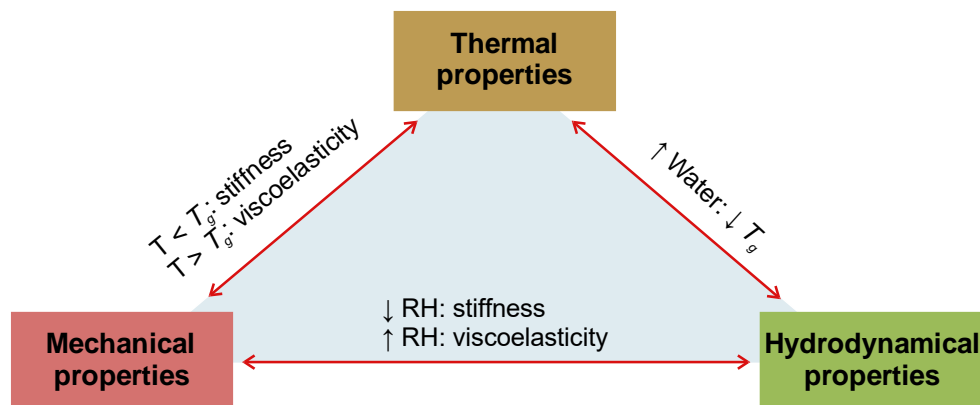 Thermal
properties
T < Tg: stiffness
T > Tg: viscoelasticity
↑ Water: ↓ Tg
↓ RH: stiffness
↑ RH: viscoelasticity
Mechanical
properties
Hydrodynamical
properties